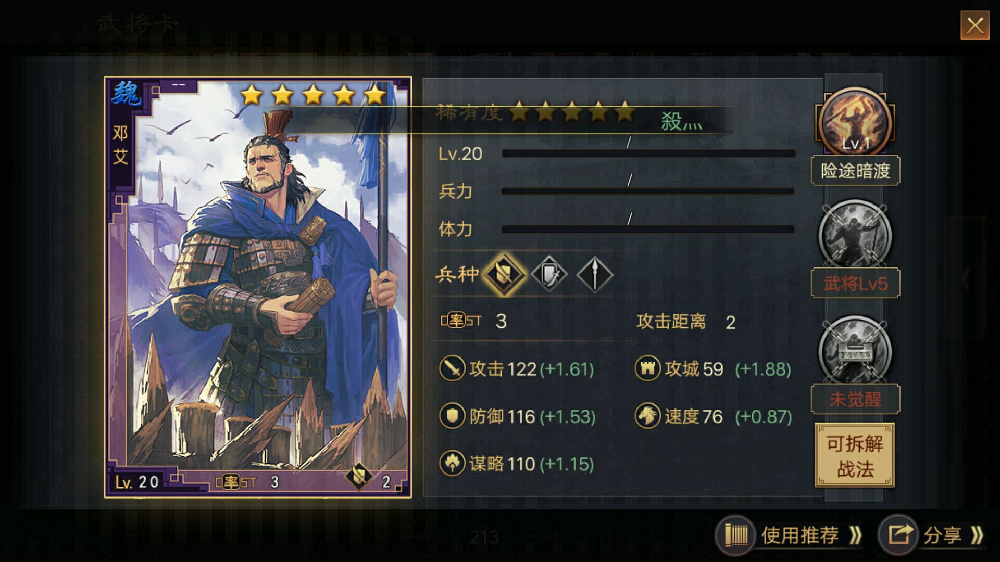 武将卡
魏
--
邓艾
Lv. 20
C率ST 3
2
稀有度
Lv.20
/
兵力
/
体力
/
兵种
C率ST 3
攻击距离 2
攻击 122 (+1.61)
攻城 59 (+1.88)
防御 116 (+1.53)
速度 76 (+0.87)
谋略 110 (+1.15)
Lv.1
险途暗渡
武将Lv5
未觉醒
可拆解
战法
213
使用推荐
分享